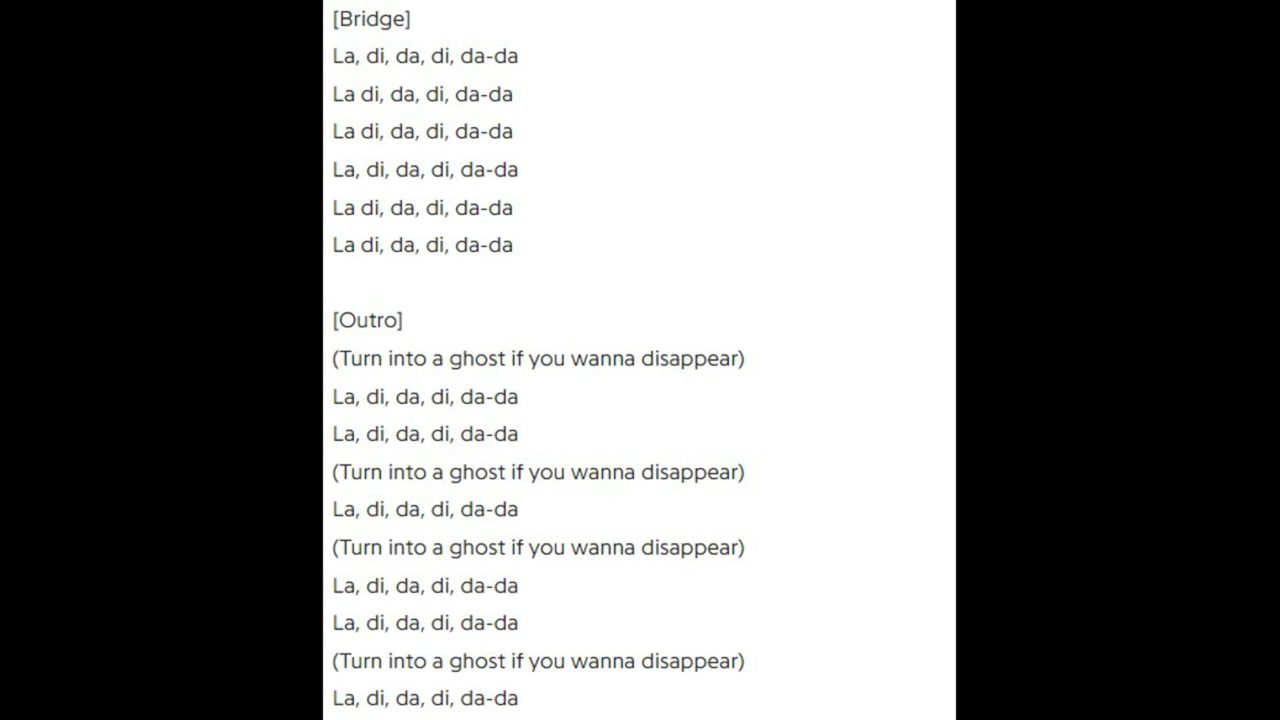 [Bridge]
La, di, da, di, da-da
La di, da, di, da-da
La di, da, di, da-da
La, di, da, di, da-da
La di, da, di, da-da
La di, da, di, da-da
[Outro]
(Turn into a ghost if you wanna disappear)
La, di, da, di, da-da
La, di, da, di, da-da
(Turn into a ghost if you wanna disappear)
La, di, da, di, da-da
(Turn into a ghost if you wanna disappear)
La, di, da, di, da-da
La, di, da, di, da-da
(Turn into a ghost if you wanna disappear)
La, di, da, di, da-da